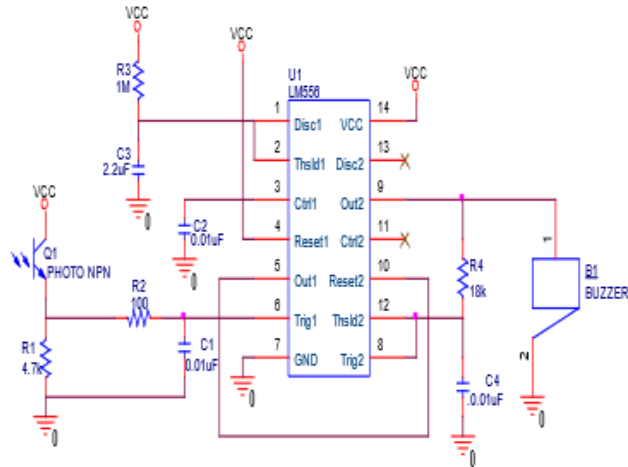 VCC
VCC
R3
1M
U1
LM556
VCC
1
Disc1
VCC
14
2
Thsld1
Disc2
13
C3
2.2uF
0
3
Ctrl1
Out2
9
C2
0.01uF
0
4
Reset1
Ctrl2
11
VCC
Q1
PHOTO NPN
5
Out1
Reset2
10
R4
18k
1
B1
BUZZER
2
0
R2
100
6
Trig1
Thsld2
12
R1
4.7k
0
C1
0.01uF
7
GND
Trig2
8
0
C4
.0.01uF
0